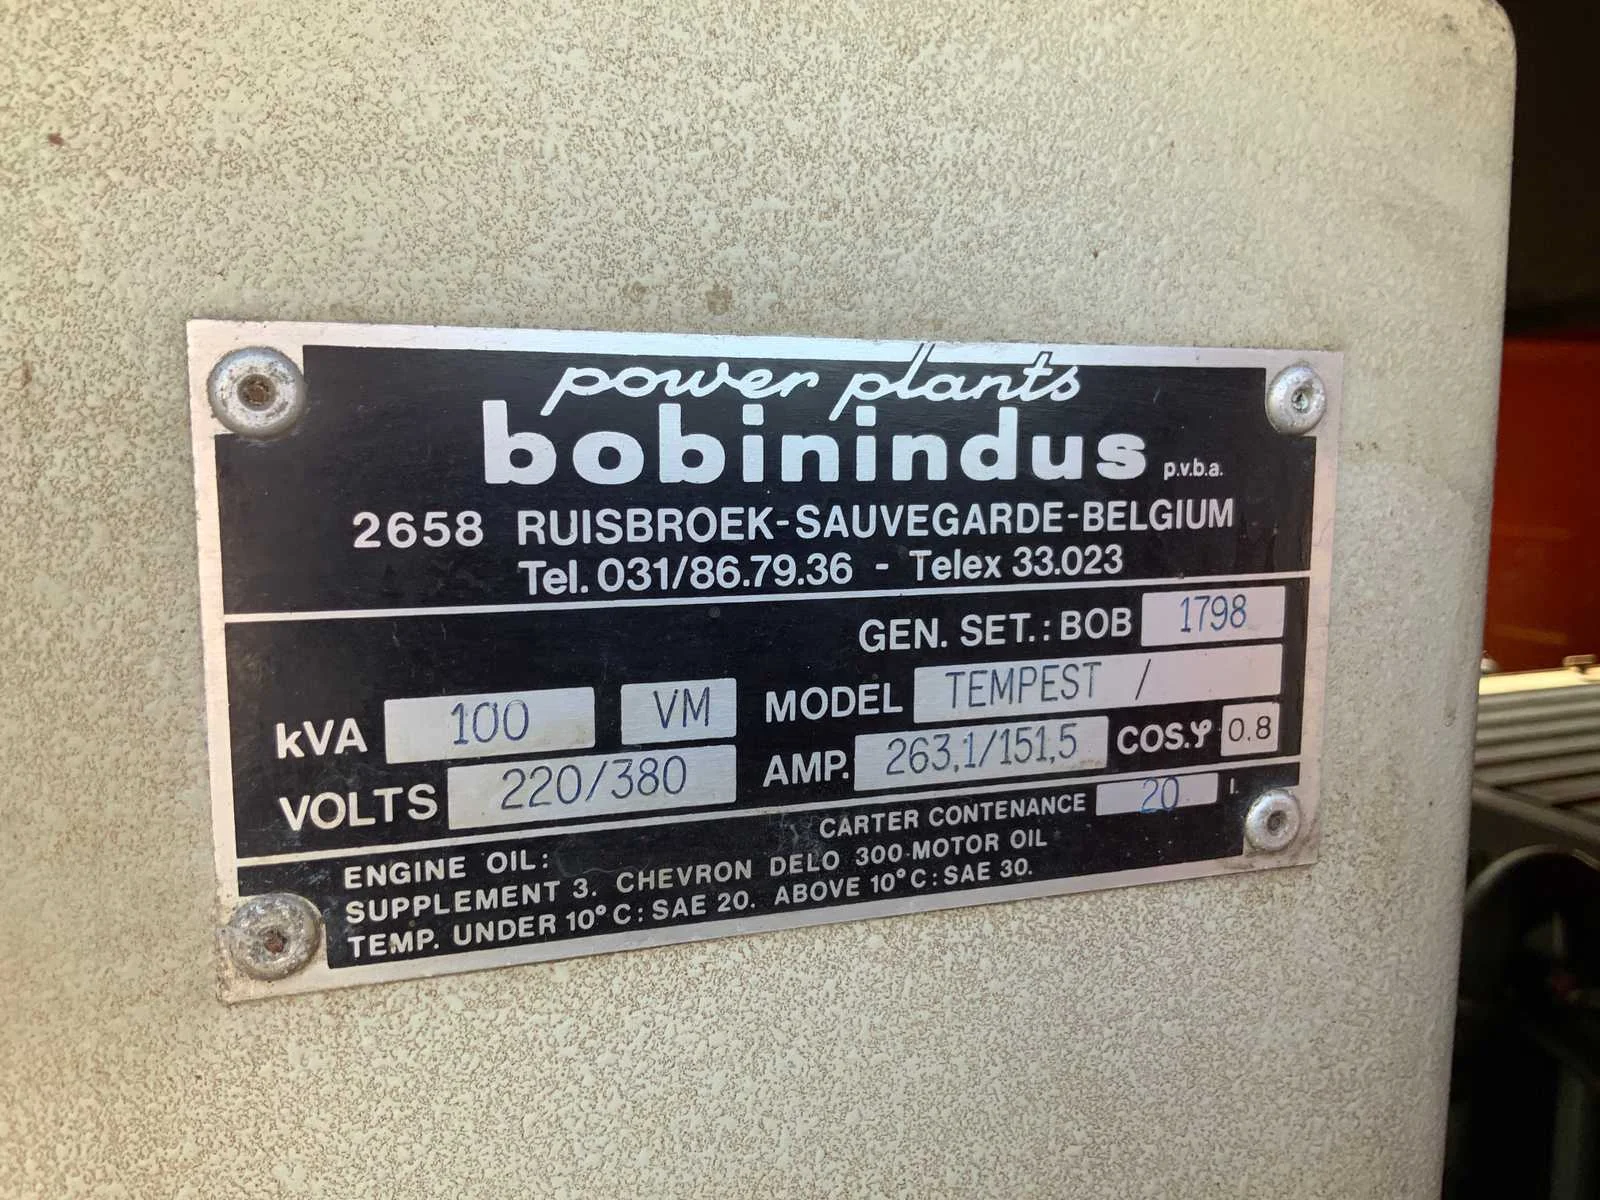 power plants
bobinindus p.v.b.a.
2658 RUISBROEK-SAUVEGARDE-BELGIUM
Tel. 031/86.79.36 - Telex 33.023
GEN. SET.: BOB 1798
kVA 100 VM MODEL TEMPEST /
VOLTS 220/380 AMP. 263,1/151,5 COS.φ 0.8
CARTER CONTENANCE 20 l.
ENGINE OIL:
SUPPLEMENT 3. CHEVRON DELO 300 MOTOR OIL
TEMP. UNDER 10°C: SAE 20. ABOVE 10°C: SAE 30.